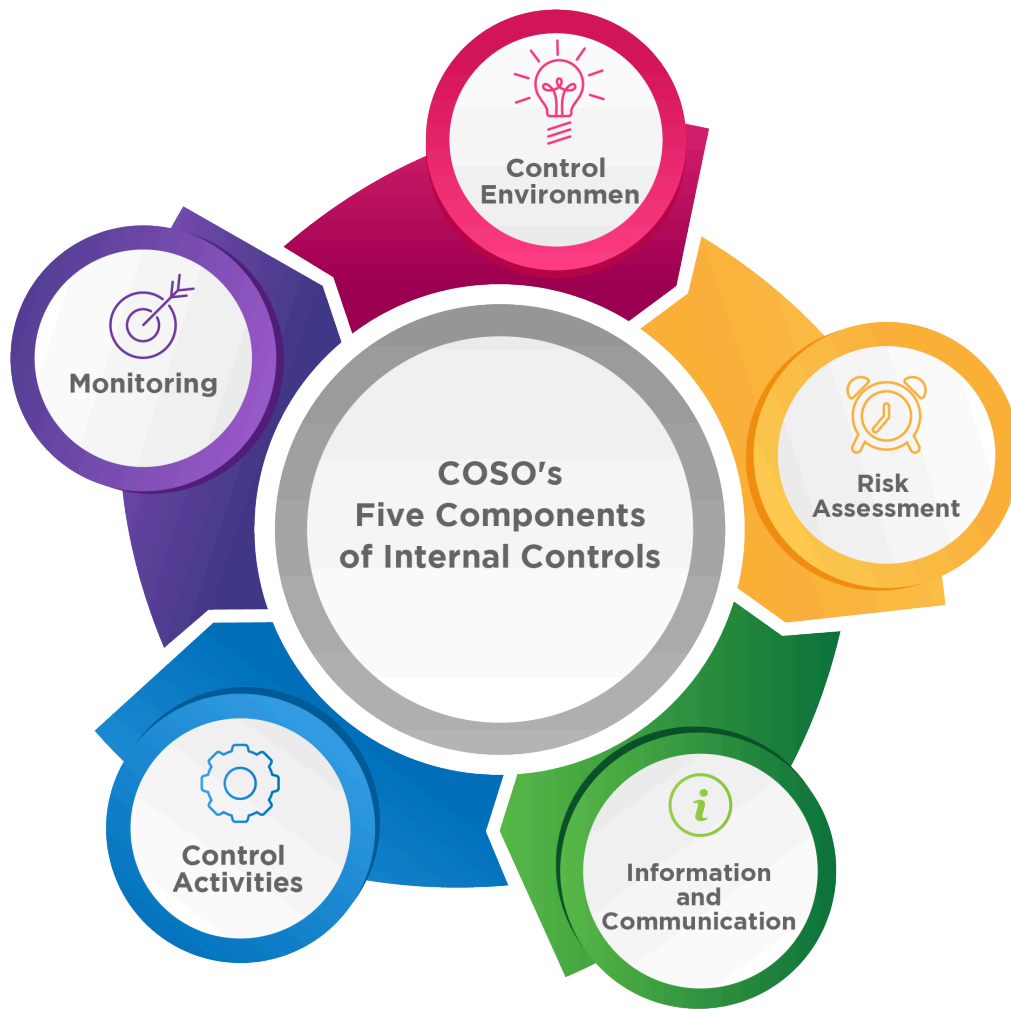 COSO's
Five Components
of Internal Controls
Control
Environmen
Risk
Assessment
i
Information
and
Communication
Control
Activities
Monitoring